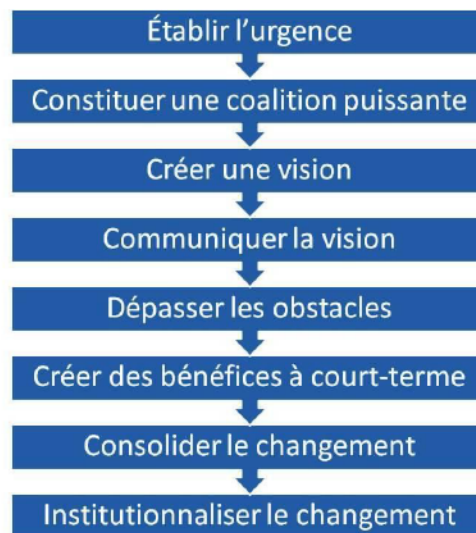 Établir l'urgence
Constituer une coalition puissante
Créer une vision
Communiquer la vision
Dépasser les obstacles
Créer des bénéfices à court-terme
Consolider le changement
Institutionnaliser le changement